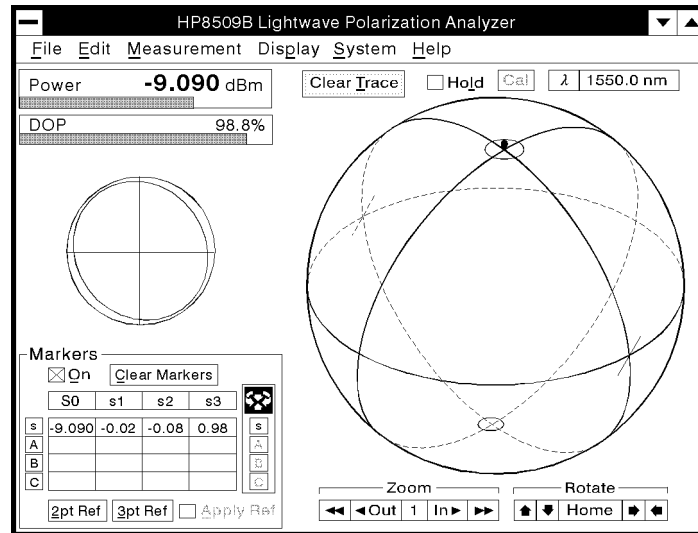 HP8509B Lightwave Polarization Analyzer
File Edit Measurement Display System Help
Power -9.090 dBm
Clear Trace Hold Cal λ 1550.0 nm
DOP 98.8%
Markers
On Clear Markers
S0 s1 s2 s3
s -9.090 -0.02 -0.08 0.98 s
A A
B B
C C
2pt Ref 3pt Ref Apply Ref
Zoom
◄◄ ◄Out 1 In► ►►
Rotate
Home